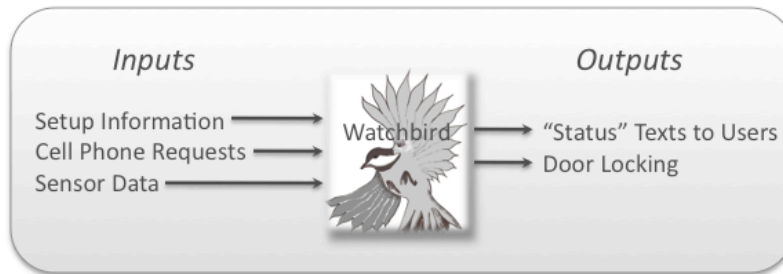 Inputs
Outputs
Setup Information
Cell Phone Requests
Sensor Data
Watchbird
“Status” Texts to Users
Door Locking